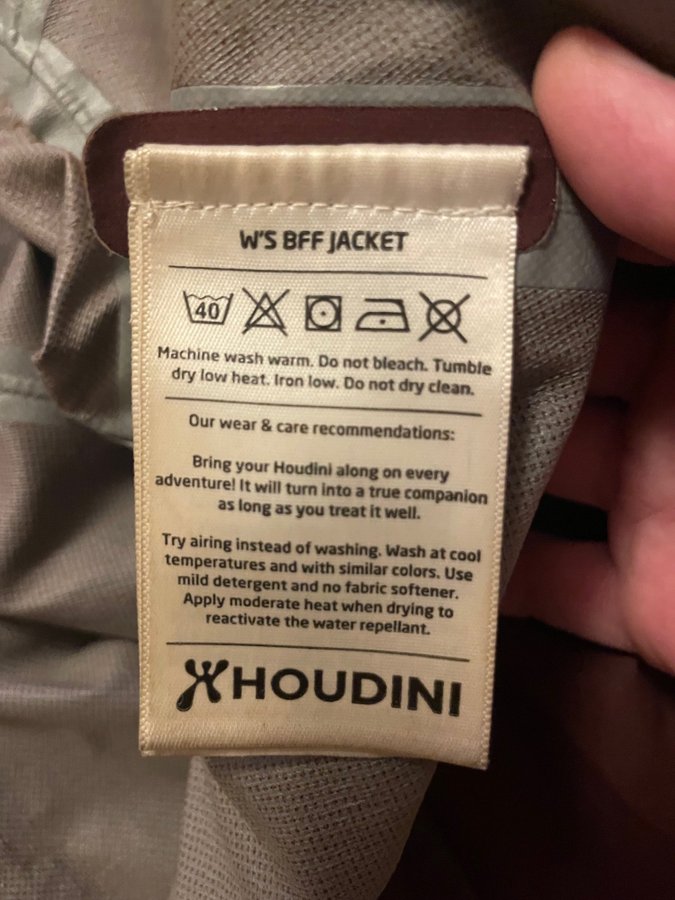 W'S BFF JACKET
40
Machine wash warm. Do not bleach. Tumble
dry low heat. Iron low. Do not dry clean.
Our wear & care recommendations:
Bring your Houdini along on every
adventure! It will turn into a true companion
as long as you treat it well.
Try airing instead of washing. Wash at cool
temperatures and with similar colors. Use
mild detergent and no fabric softener.
Apply moderate heat when drying to
reactivate the water repellant.
HOUDINI